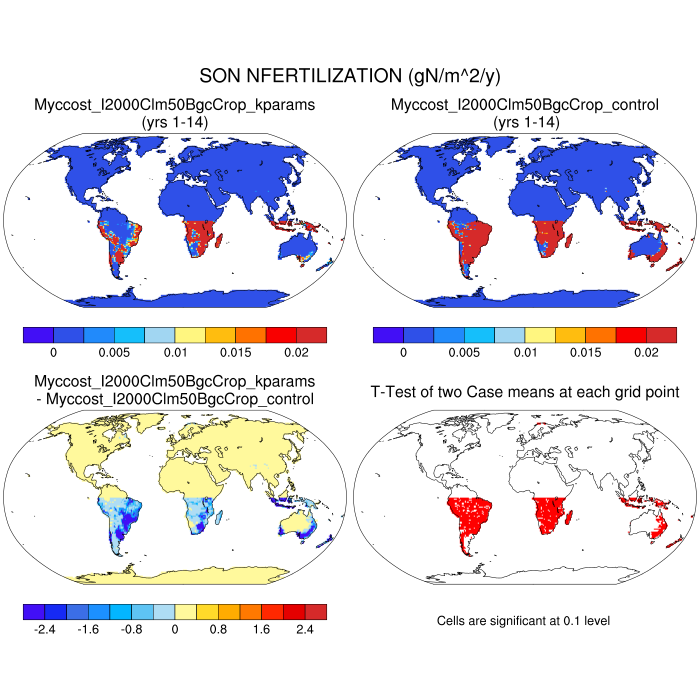 SON NFERTILIZATION (gN/m^2/y)
Myccost_I2000Clm50BgcCrop_kparams
(yrs 1-14)
Myccost_I2000Clm50BgcCrop_control
(yrs 1-14)
0 0.005 0.01 0.015 0.02
0 0.005 0.01 0.015 0.02
Myccost_I2000Clm50BgcCrop_kparams
- Myccost_I2000Clm50BgcCrop_control
T-Test of two Case means at each grid point
-2.4 -1.6 -0.8 0 0.8 1.6 2.4
Cells are significant at 0.1 level